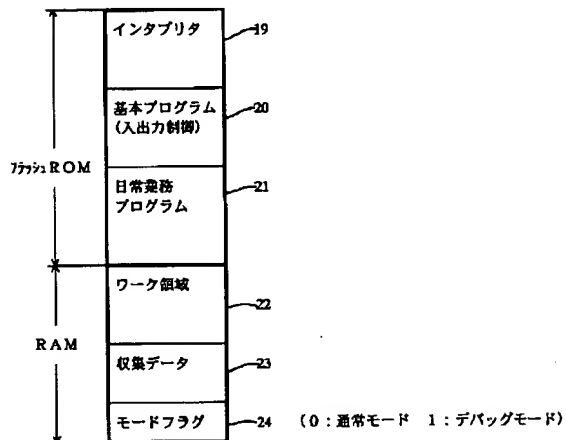 インタプリタ 19
基本プログラム 20
(入出力制御)
フラッシュROM
日常業務 21
プログラム
ワーク領域 22
RAM
収集データ 23
モードフラグ 24 (0:通常モード 1:デバッグモード)